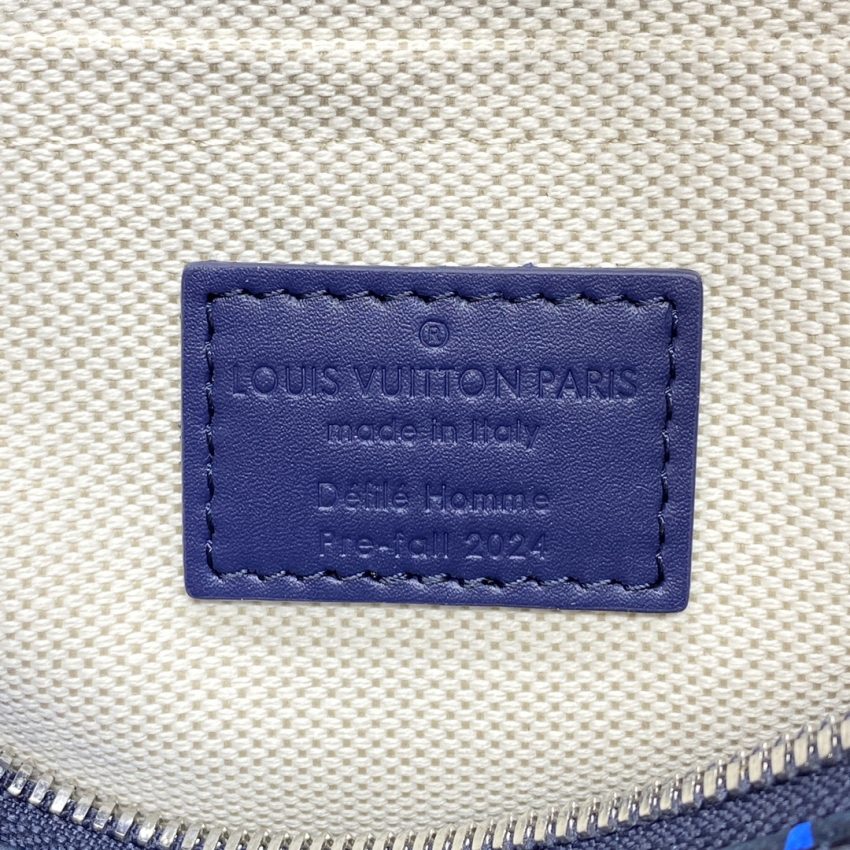 ®
LOUIS VUITTON PARIS
made in Italy
Défilé Homme
Pre-fall 2024